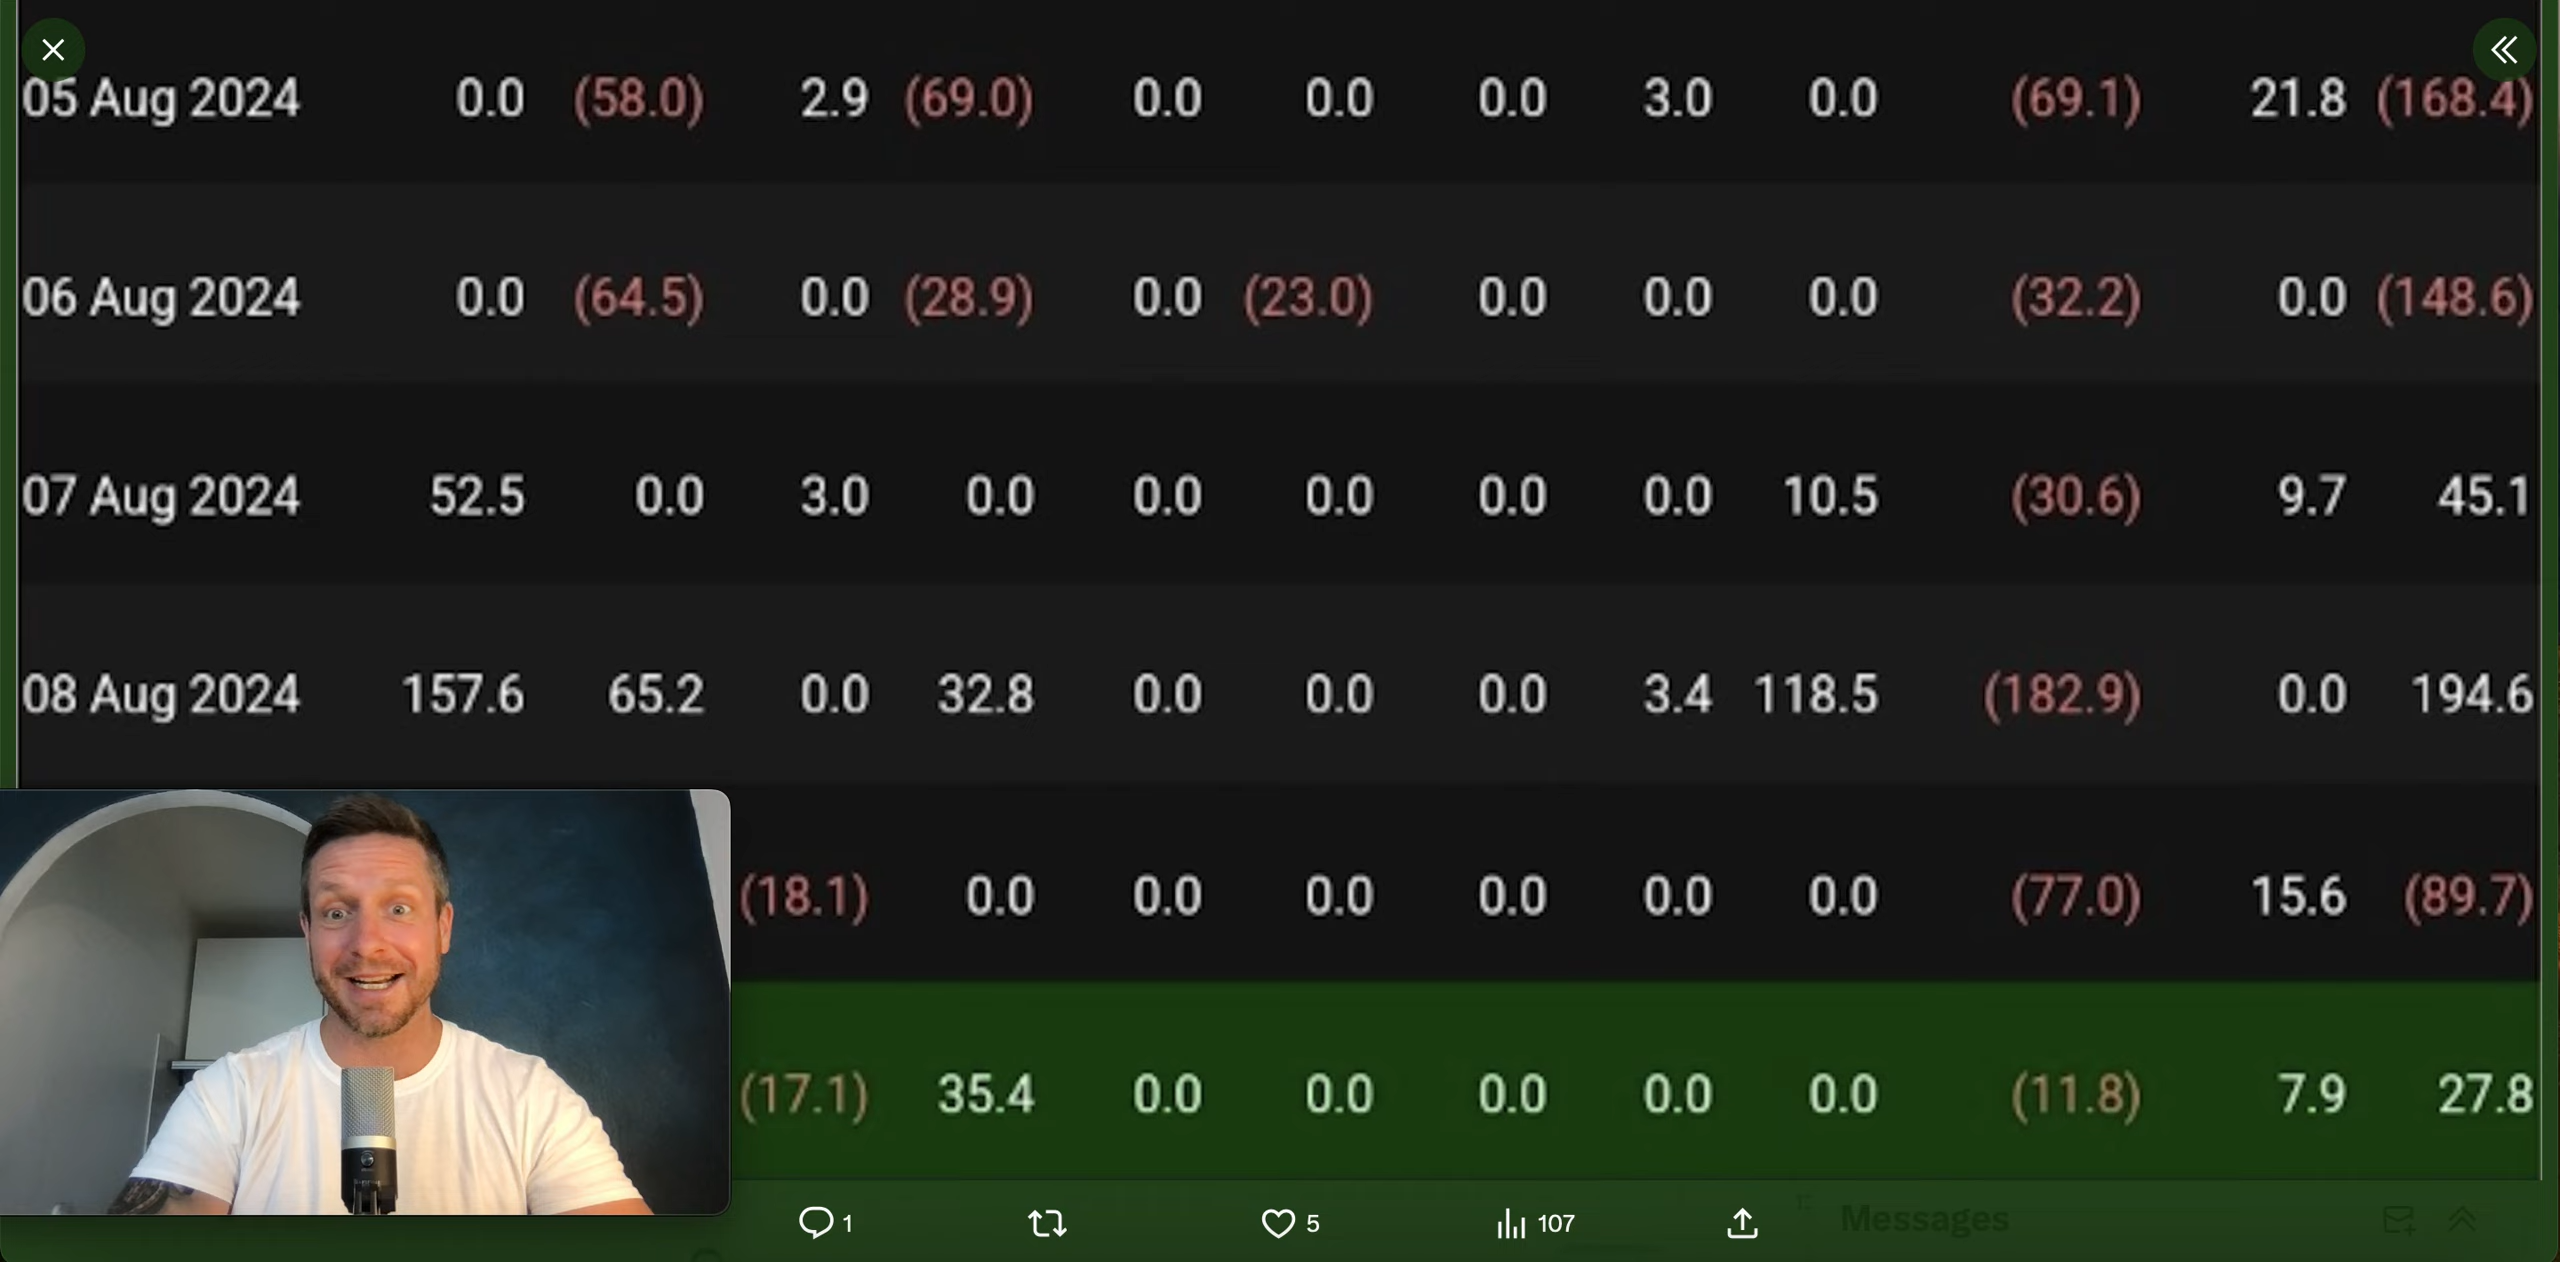 05 Aug 2024 0.0 (58.0) 2.9 (69.0) 0.0 0.0 0.0 3.0 0.0 (69.1) 21.8 (168.4)
06 Aug 2024 0.0 (64.5) 0.0 (28.9) 0.0 (23.0) 0.0 0.0 0.0 (32.2) 0.0 (148.6)
07 Aug 2024 52.5 0.0 3.0 0.0 0.0 0.0 0.0 0.0 10.5 (30.6) 9.7 45.1
08 Aug 2024 157.6 65.2 0.0 32.8 0.0 0.0 0.0 3.4 118.5 (182.9) 0.0 194.6
(18.1) 0.0 0.0 0.0 0.0 0.0 0.0 (77.0) 15.6 (89.7)
(17.1) 35.4 0.0 0.0 0.0 0.0 0.0 (11.8) 7.9 27.8
1 5 107 Messages